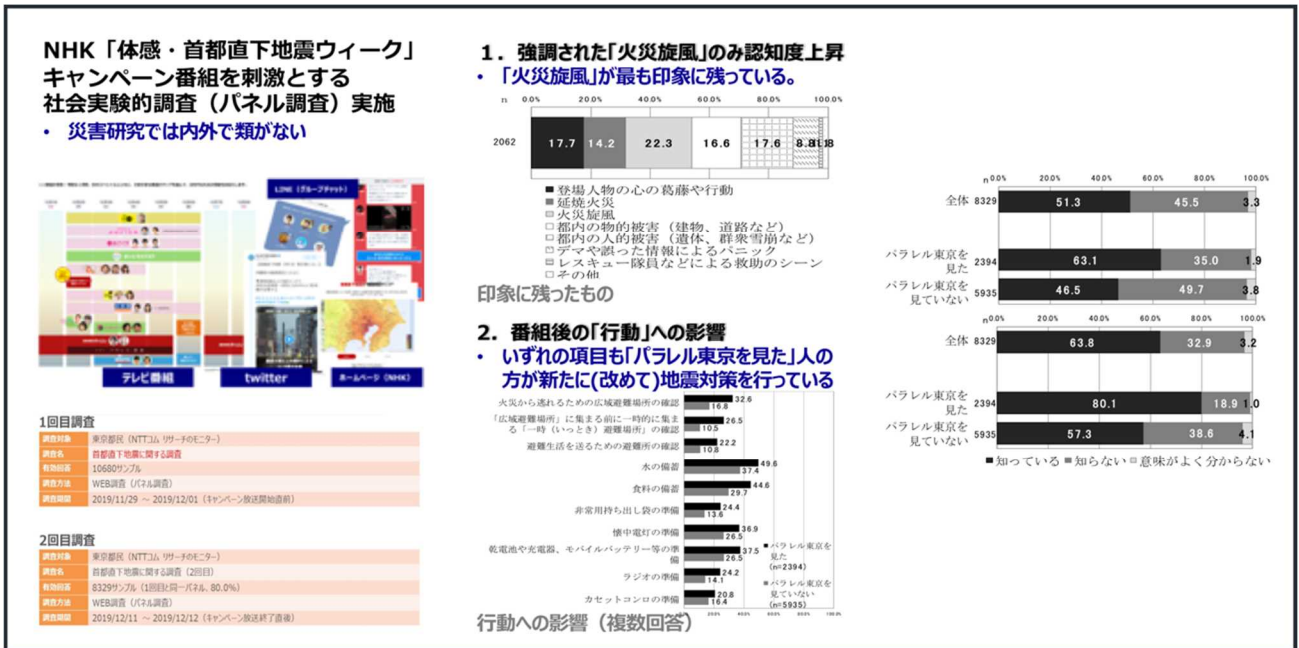 NHK「体感・首都直下地震ウィーク」
キャンペーン番組を刺激とする
社会実験的調査（パネル調査）実施
• 災害研究では内外で類がない
LINE（グループチャット）
テレビ番組
twitter
ホームページ（NHK）
1回目調査
調査対象 東京都民（NTTコム リサーチのモニター）
調査名 首都直下地震に関する調査
有効回答 10680サンプル
調査方法 WEB調査（パネル調査）
調査期間 2019/11/29 ～ 2019/12/01（キャンペーン放送開始直前）
2回目調査
調査対象 東京都民（NTTコム リサーチのモニター）
調査名 首都直下地震に関する調査（2回目）
有効回答 8329サンプル（1回目と同一パネル、80.0%）
調査方法 WEB調査（パネル調査）
調査期間 2019/12/11 ～ 2019/12/12（キャンペーン放送終了直後）
１．強調された「火災旋風」のみ認知度上昇
• 「火災旋風」が最も印象に残っている。
n 0.0% 20.0% 40.0% 60.0% 80.0% 100.0%
2062 17.7 14.2 22.3 16.6 17.6 8.8
■登場人物の心の葛藤や行動
■延焼火災
□火災旋風
□都内の物的被害（建物、道路など）
□都内の人的被害（遺体、群衆雪崩など）
□デマや誤った情報によるパニック
□レスキュー隊員などによる救助のシーン
□その他
印象に残ったもの
２．番組後の「行動」への影響
• いずれの項目も「パラレル東京を見た」人の
方が新たに(改めて)地震対策を行っている
火災から逃れるための広域避難場所の確認 32.6 16.8
「広域避難場所」に集まる前に一時的に集ま
る「一時（いっとき）避難場所」の確認 26.5 10.5
避難生活を送るための避難所の確認 22.2 10.8
水の備蓄 49.6 37.4
食料の備蓄 44.6 29.7
非常用持ち出し袋の準備 24.4 13.6
懐中電灯の準備 36.9 26.5
乾電池や充電器、モバイルバッテリー等の準
備 37.5 26.5
ラジオの準備 24.2 14.1
カセットコンロの準備 20.8 16.4
■パラレル東京を
見た
(n=2394)
■パラレル東京を
見ていない
(n=5935)
0.0% 20.0% 40.0% 60.0% 80.0% 100.0%
行動への影響（複数回答）
n 0.0% 20.0% 40.0% 60.0% 80.0% 100.0%
全体 8329 51.3 45.5 3.3
パラレル東京を
見た 2394 63.1 35.0 1.9
パラレル東京を
見ていない 5935 46.5 49.7 3.8
n 0.0% 20.0% 40.0% 60.0% 80.0% 100.0%
全体 8329 63.8 32.9 3.2
パラレル東京を
見た 2394 80.1 18.9 1.0
パラレル東京を
見ていない 5935 57.3 38.6 4.1
■知っている ■知らない □意味がよく分からない